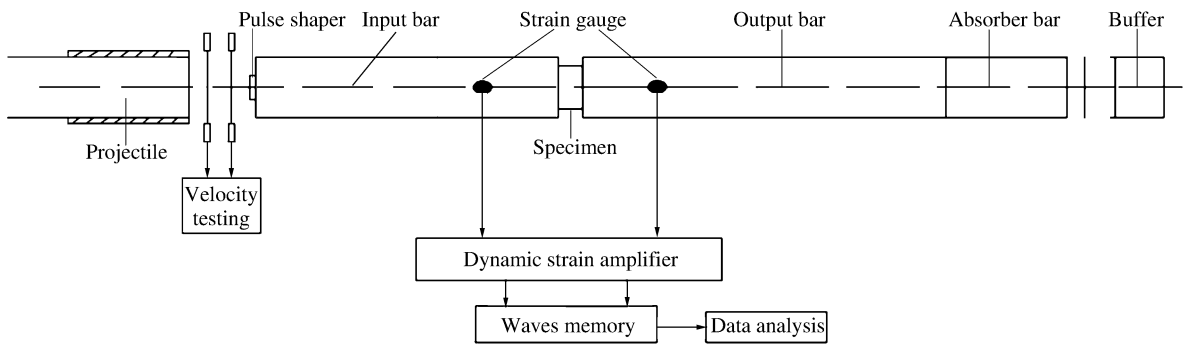 Pulse shaper
Input bar
Strain gauge
Output bar
Absorber bar
Buffer
Projectile
Specimen
Velocity
testing
Dynamic strain amplifier
Waves memory
Data analysis